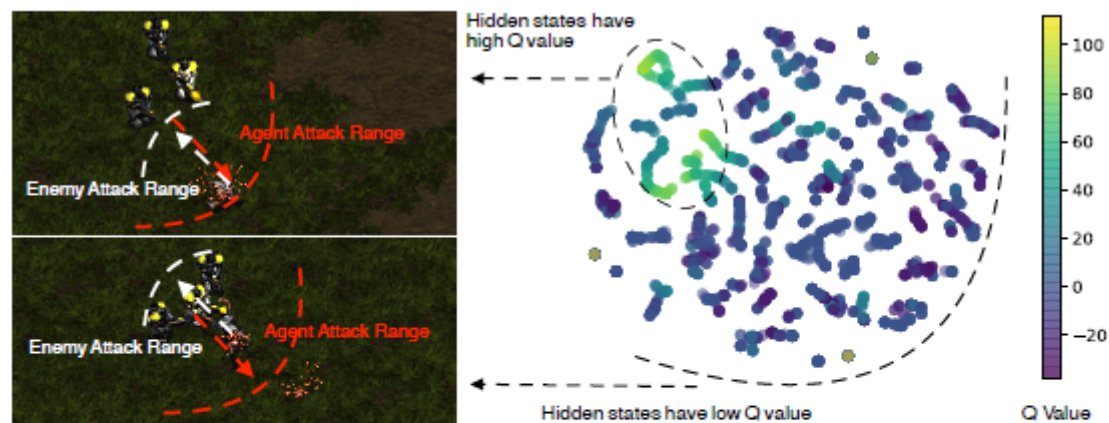 Hidden states have
high Q value
Agent Attack Range
Enemy Attack Range
Agent Attack Range
Enemy Attack Range
100
80
60
40
20
0
−20
Hidden states have low Q value
Q Value